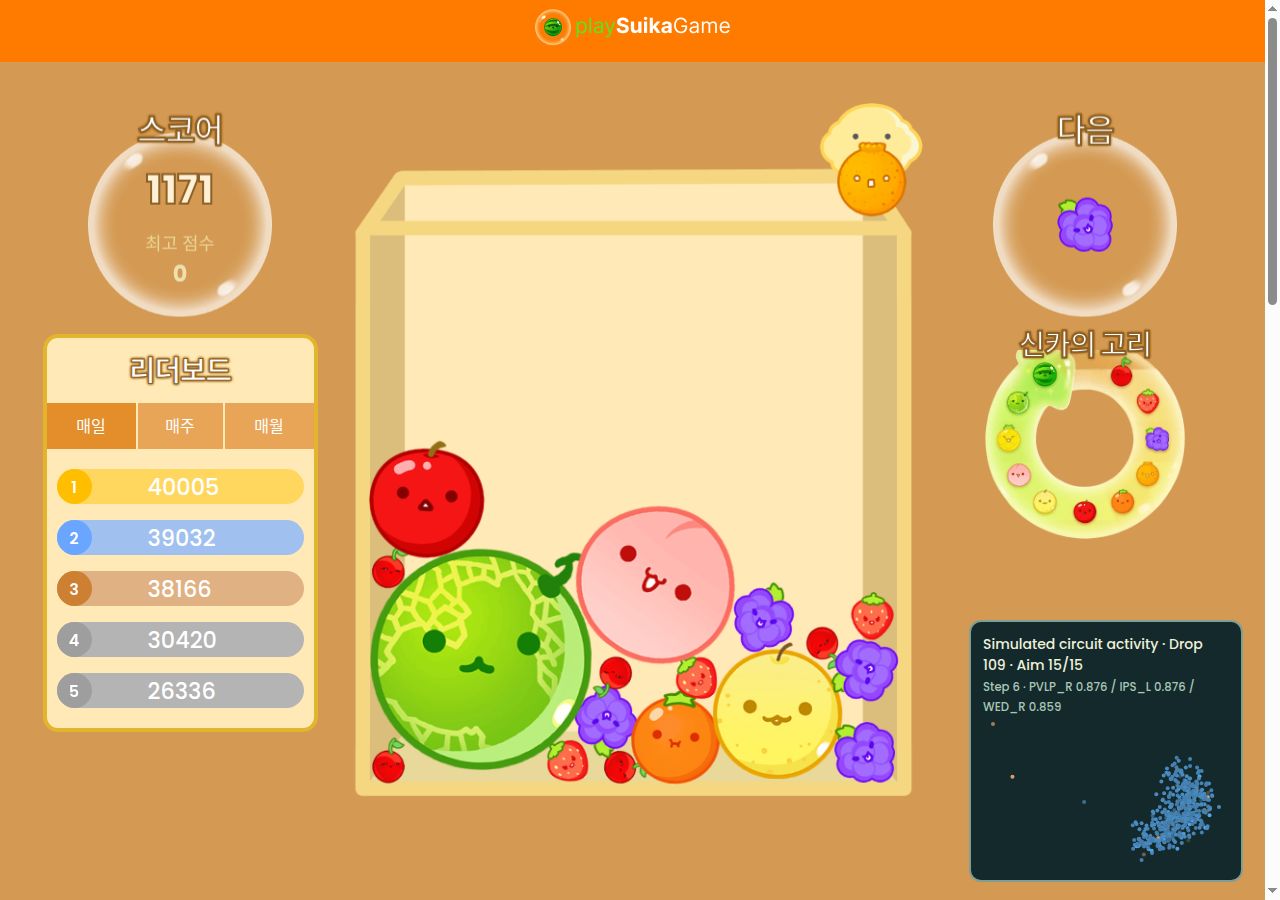 playSuikaGame
스코어
1171
최고 점수
0
다음
신카의 고리
리더보드
매일 매주 매월
1 40005
2 39032
3 38166
4 30420
5 26336
Simulated circuit activity · Drop
109 · Aim 15/15
Step 6 · PVLP_R 0.876 / IPS_L 0.876 /
WED_R 0.859